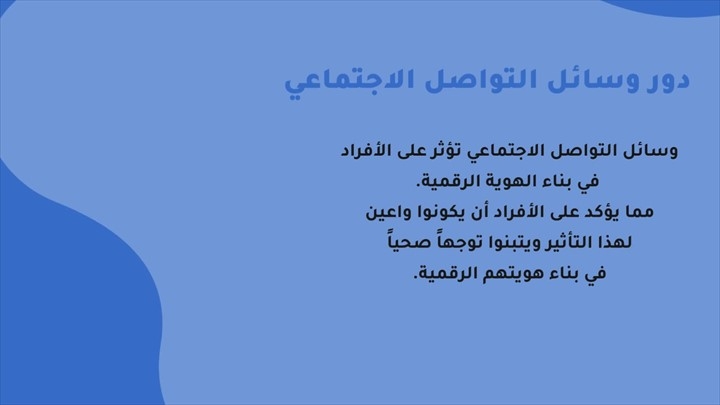 دور وسائل التواصل الاجتماعي
وسائل التواصل الاجتماعي تؤثر على الأفراد
في بناء الهوية الرقمية.
مما يؤكد على الأفراد أن يكونوا واعين
لهذا التأثير ويتبنوا توجهاً صحياً
في بناء هويتهم الرقمية.